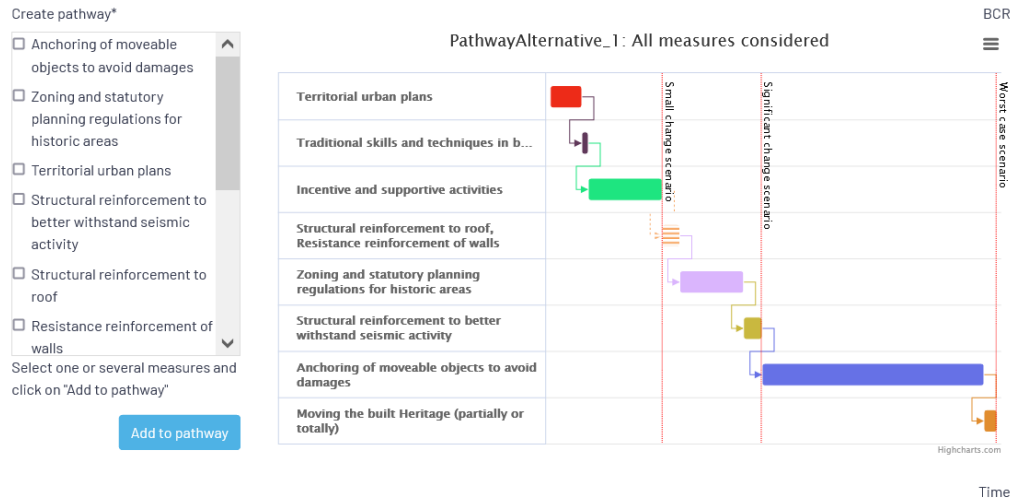 Create pathway*
Anchoring of moveable
objects to avoid damages
Zoning and statutory
planning regulations for
historic areas
Territorial urban plans
Structural reinforcement to
better withstand seismic
activity
Structural reinforcement to
roof
Resistance reinforcement of
walls
Select one or several measures and
click on "Add to pathway"
Add to pathway
BCR
PathwayAlternative_1: All measures considered
Territorial urban plans
Traditional skills and techniques in b...
Incentive and supportive activities
Structural reinforcement to roof,
Resistance reinforcement of walls
Zoning and statutory planning
regulations for historic areas
Structural reinforcement to better
withstand seismic activity
Anchoring of moveable objects to avoid
damages
Moving the built Heritage (partially or
totally)
Small change scenario
Significant change scenario
Worst case scenario
Highcharts.com
Time